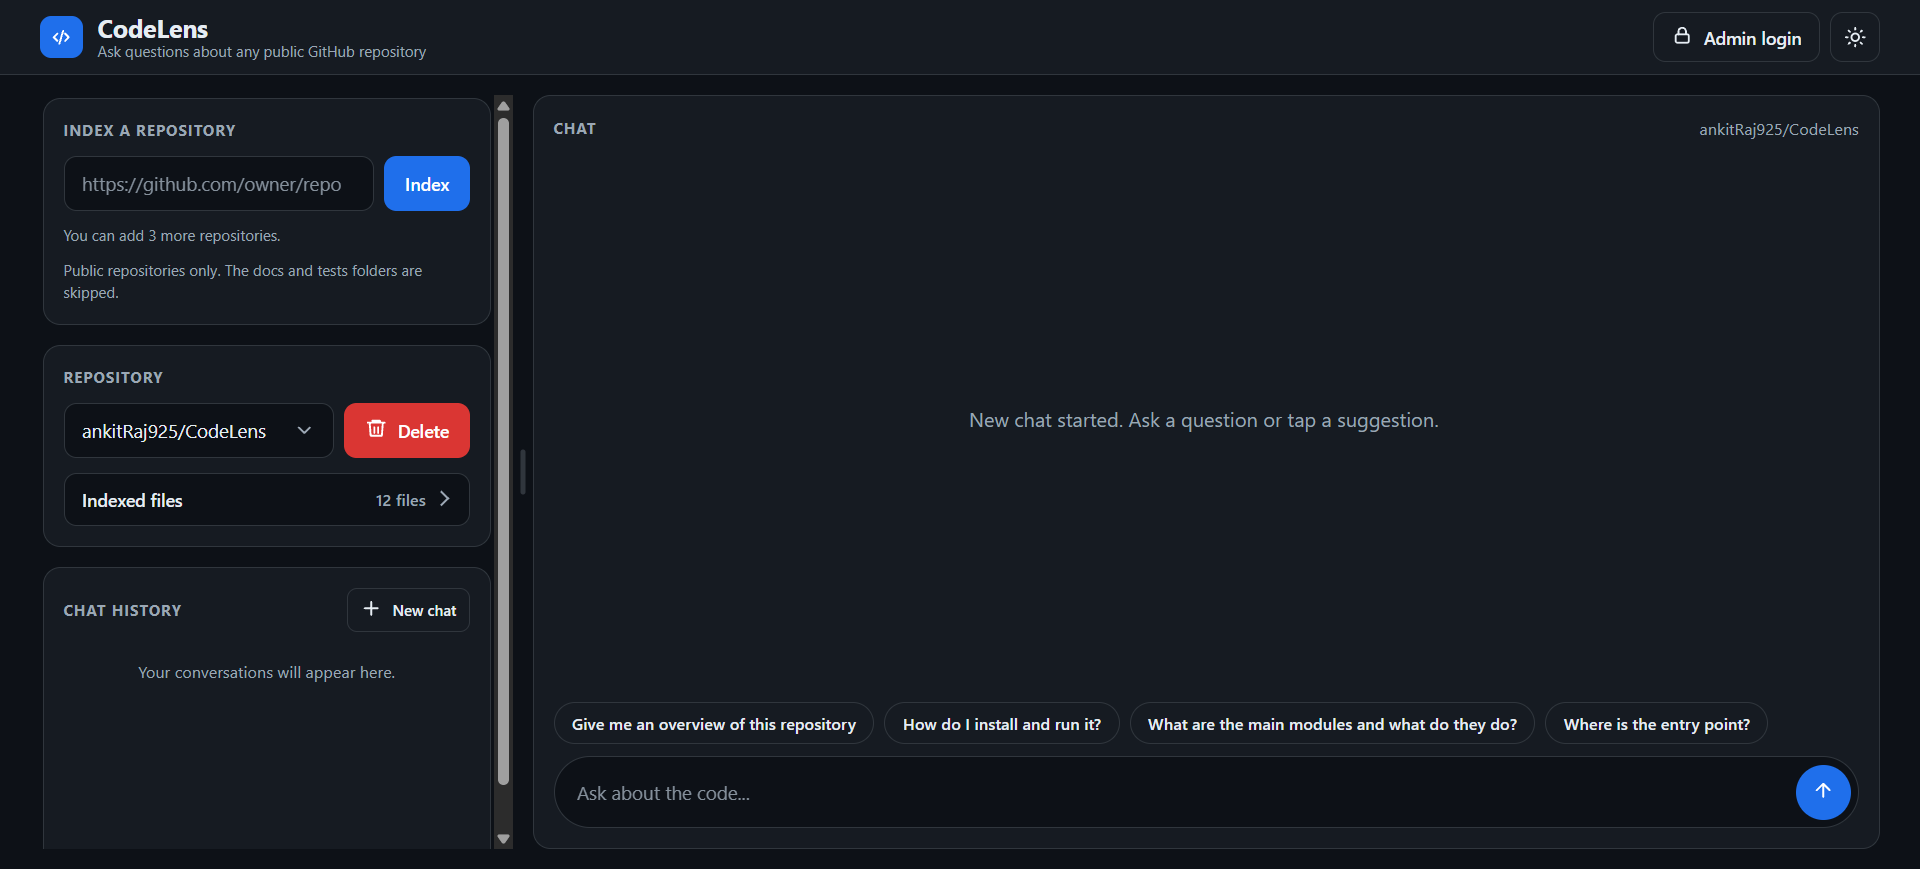 CodeLens
Ask questions about any public GitHub repository
Admin login
INDEX A REPOSITORY
https://github.com/owner/repo
Index
You can add 3 more repositories.
Public repositories only. The docs and tests folders are
skipped.
REPOSITORY
ankitRaj925/CodeLens
Delete
Indexed files
12 files
CHAT HISTORY
New chat
Your conversations will appear here.
CHAT
ankitRaj925/CodeLens
New chat started. Ask a question or tap a suggestion.
Give me an overview of this repository
How do I install and run it?
What are the main modules and what do they do?
Where is the entry point?
Ask about the code...